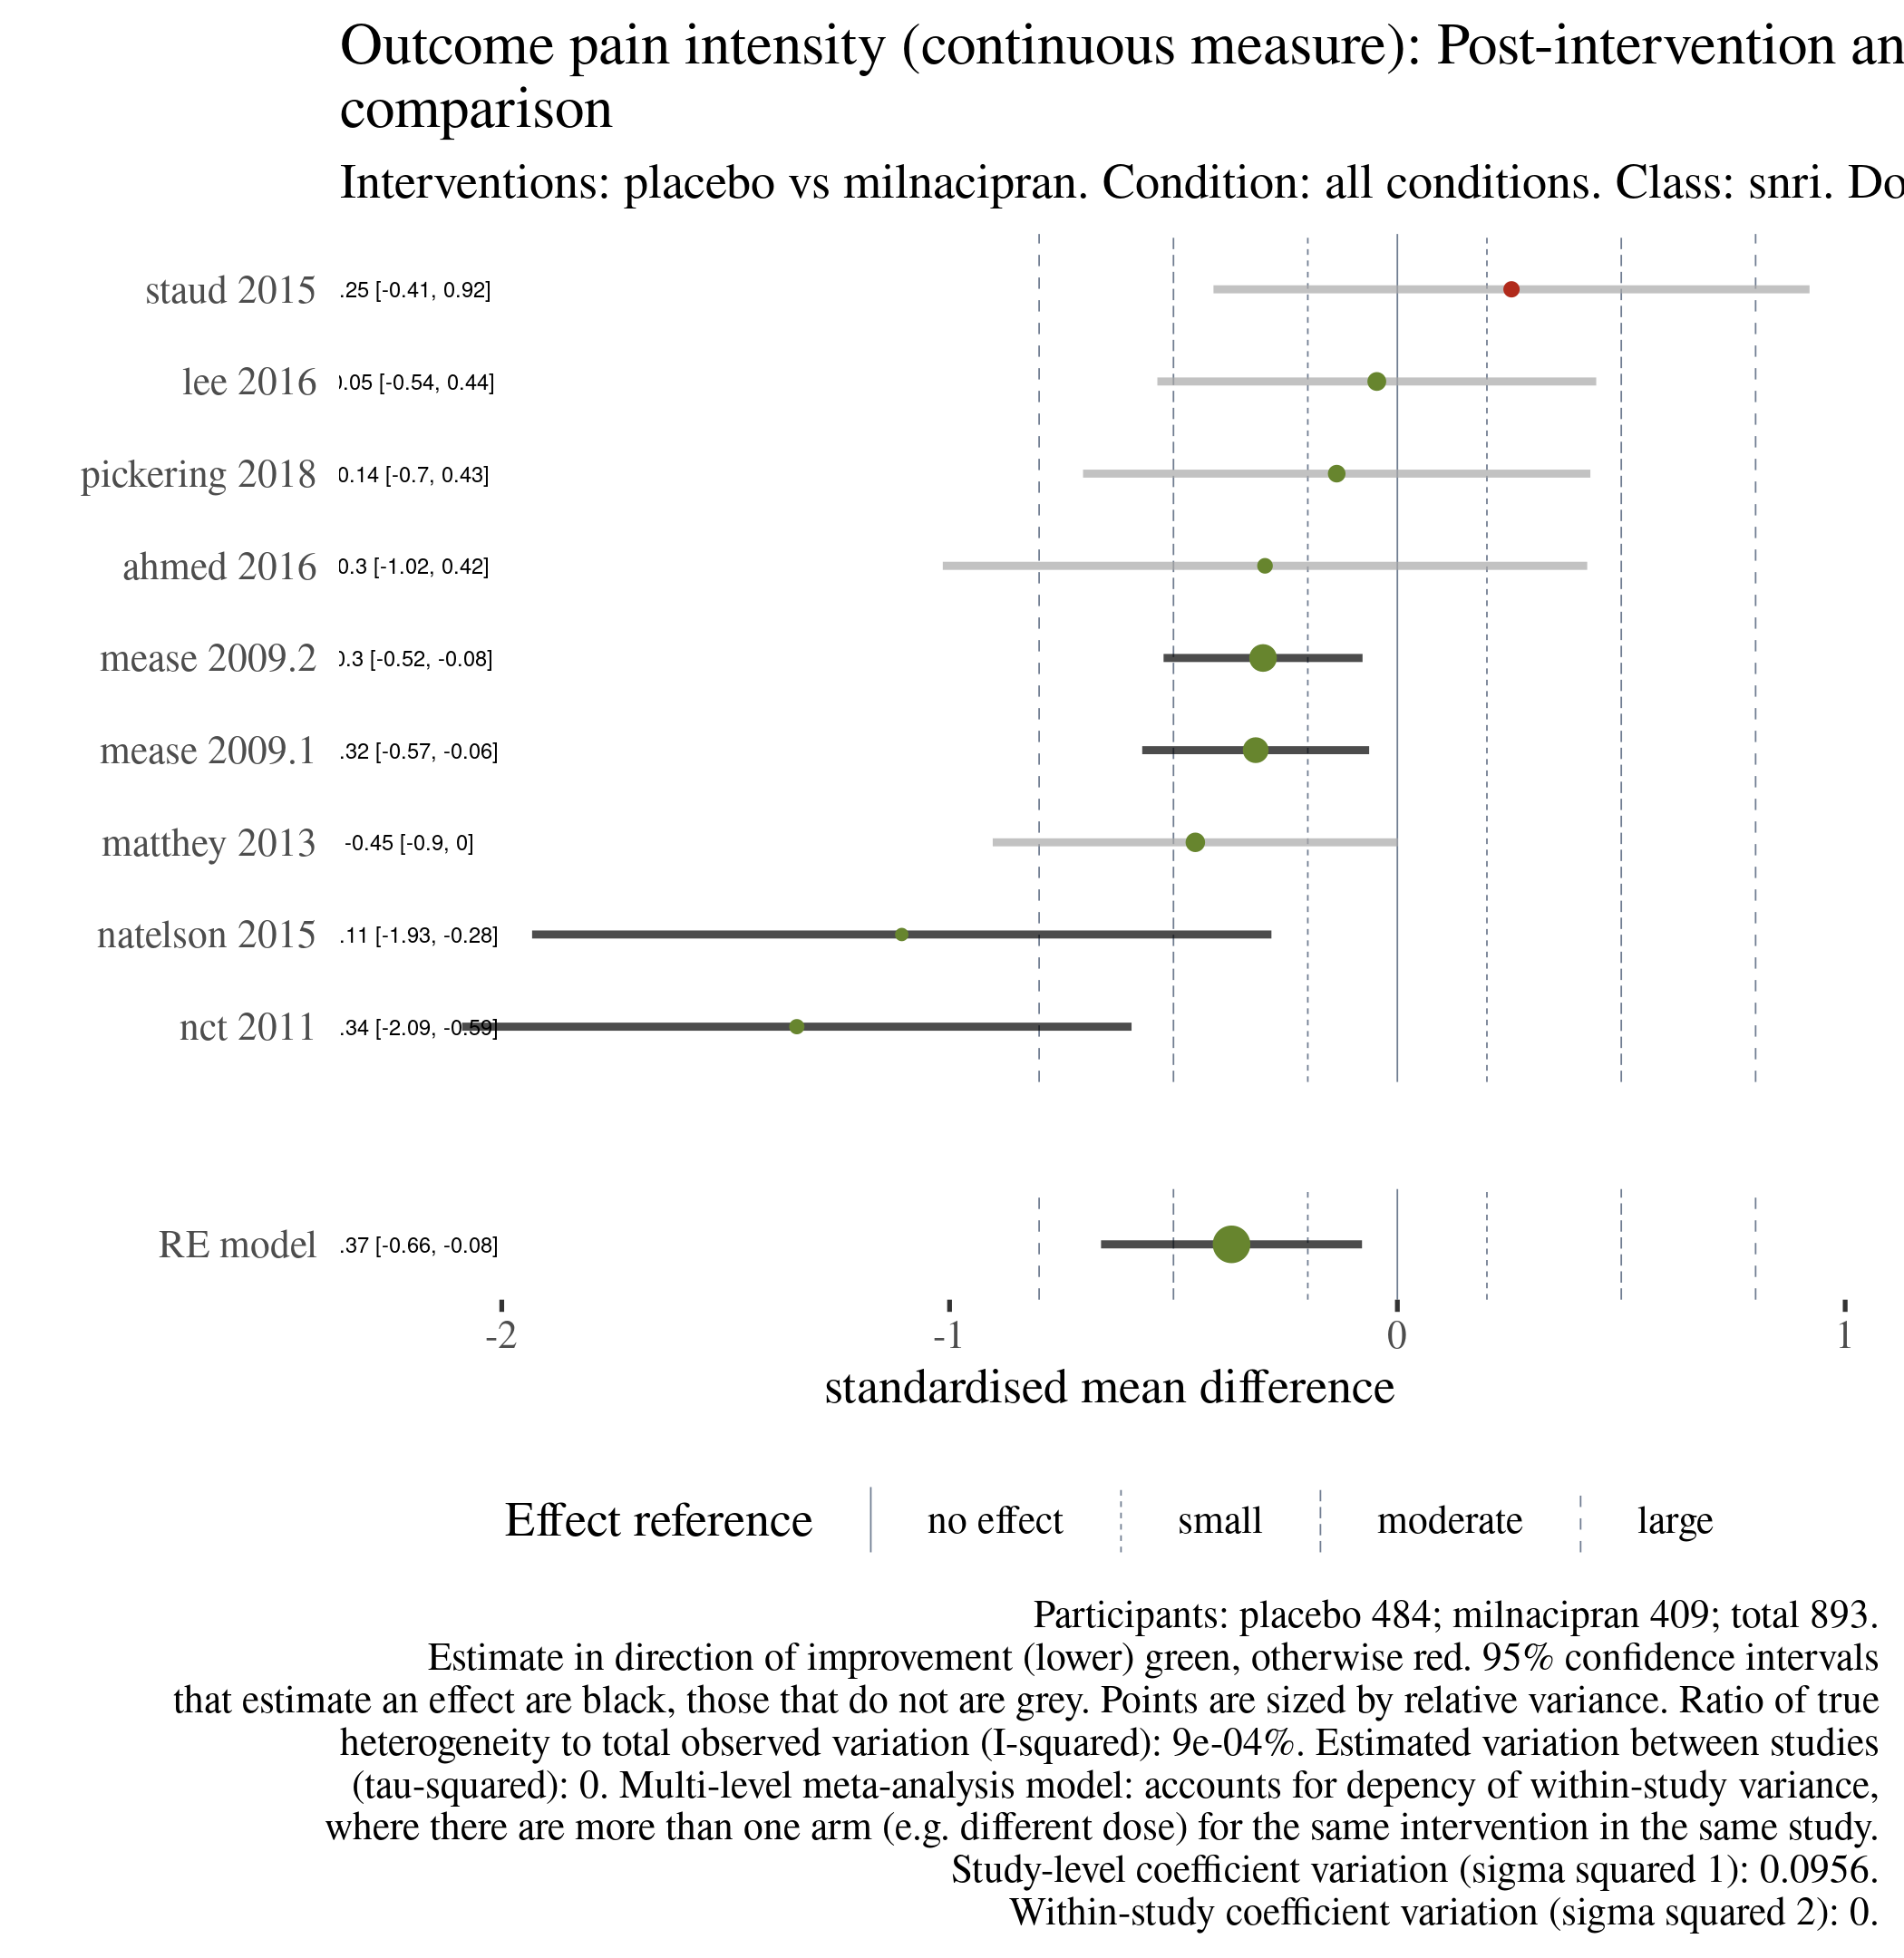 Outcome pain intensity (continuous measure): Post-intervention an
comparison
Interventions: placebo vs milnacipran. Condition: all conditions. Class: snri. Do
staud 2015 .25 [-0.41, 0.92]
lee 2016 0.05 [-0.54, 0.44]
pickering 2018 0.14 [-0.7, 0.43]
ahmed 2016 0.3 [-1.02, 0.42]
mease 2009.2 0.3 [-0.52, -0.08]
mease 2009.1 .32 [-0.57, -0.06]
matthey 2013 -0.45 [-0.9, 0]
natelson 2015 .11 [-1.93, -0.28]
nct 2011 .34 [-2.09, -0.59]
RE model .37 [-0.66, -0.08]
-2 -1 0 1
standardised mean difference
Effect reference no effect small moderate large
Participants: placebo 484; milnacipran 409; total 893.
Estimate in direction of improvement (lower) green, otherwise red. 95% confidence intervals
that estimate an effect are black, those that do not are grey. Points are sized by relative variance. Ratio of true
heterogeneity to total observed variation (I-squared): 9e-04%. Estimated variation between studies
(tau-squared): 0. Multi-level meta-analysis model: accounts for depency of within-study variance,
where there are more than one arm (e.g. different dose) for the same intervention in the same study.
Study-level coefficient variation (sigma squared 1): 0.0956.
Within-study coefficient variation (sigma squared 2): 0.